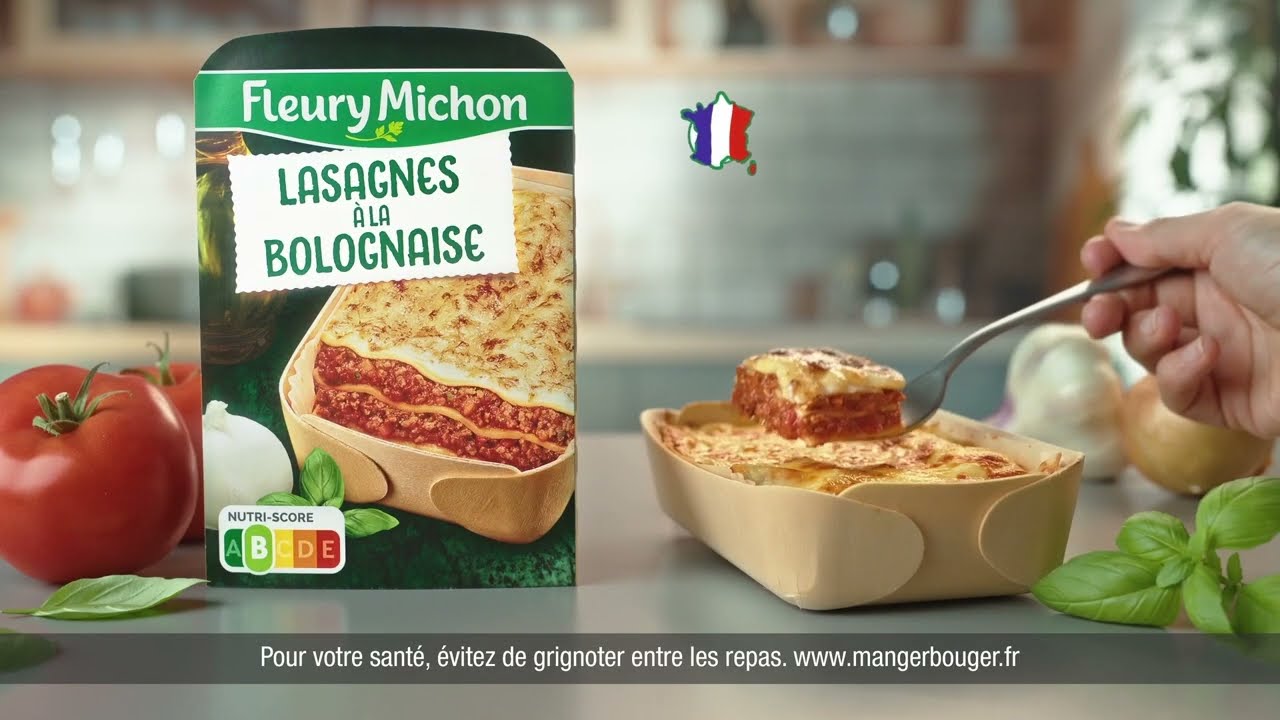 Fleury Michon
LASAGNES
À LA
BOLOGNAISE
NUTRI-SCORE
A B C D E
Pour votre santé, évitez de grignoter entre les repas. www.mangerbouger.fr